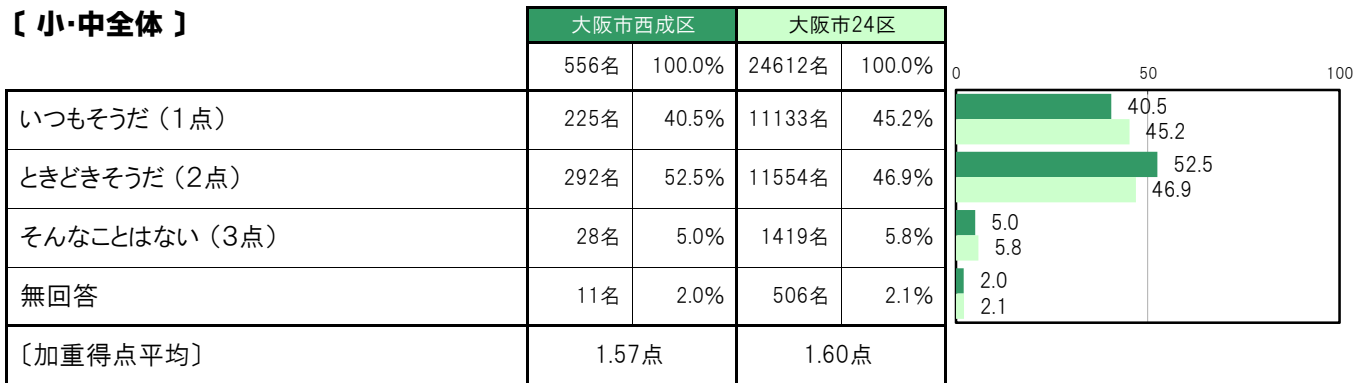 〔 小・中全体 〕
大阪市西成区 大阪市24区
556名 100.0% 24612名 100.0%
0 50 100
いつもそうだ（1点） 225名 40.5% 11133名 45.2%
40.5
45.2
ときどきそうだ（2点） 292名 52.5% 11554名 46.9%
52.5
46.9
そんなことはない（3点） 28名 5.0% 1419名 5.8%
5.0
5.8
無回答 11名 2.0% 506名 2.1%
2.0
2.1
〔加重得点平均〕 1.57点 1.60点